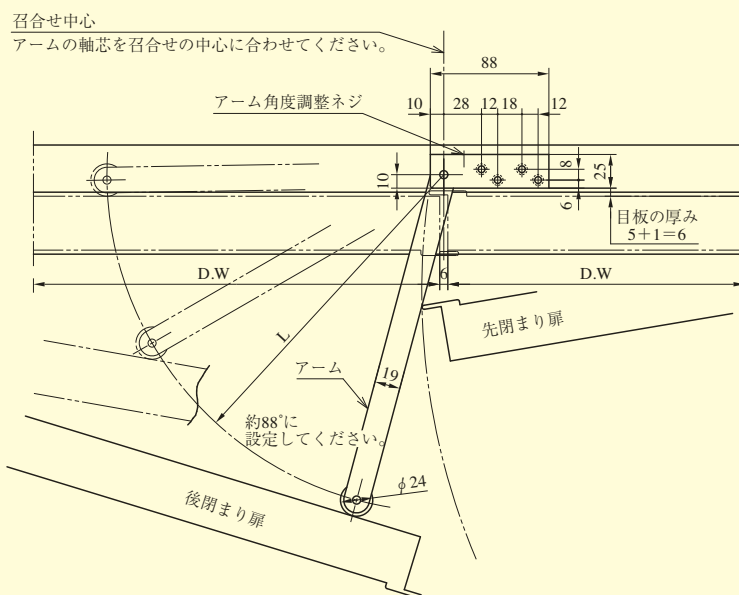 召合せ中心
アームの軸芯を召合せの中心に合わせてください。
88
アーム角度調整ネジ
10
28
12
18
12
10
8
25
6
目板の厚み
5+1=6
D.W
6
D.W
先閉まり扉
L
アーム
19
約88°に
設定してください。
φ24
後閉まり扉